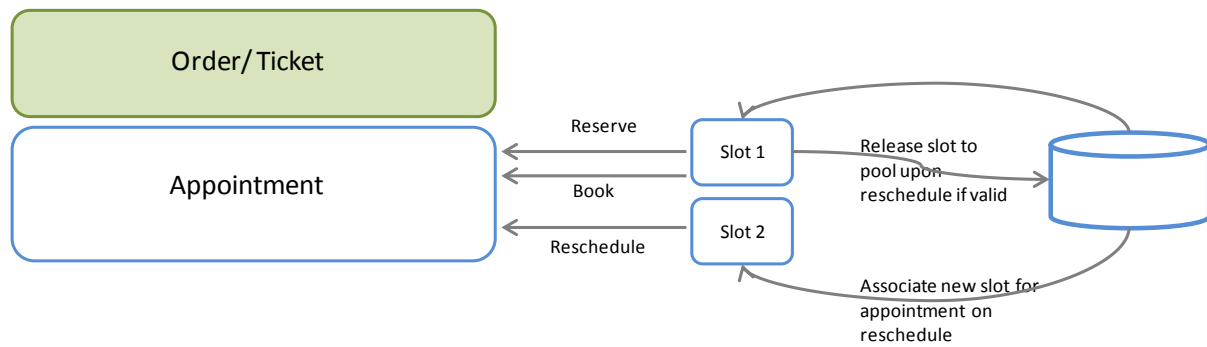 Order/ Ticket
Appointment
Reserve
Book
Reschedule
Slot 1
Slot 2
Release slot to
pool upon
reschedule if valid
Associate new slot for
appointment on
reschedule